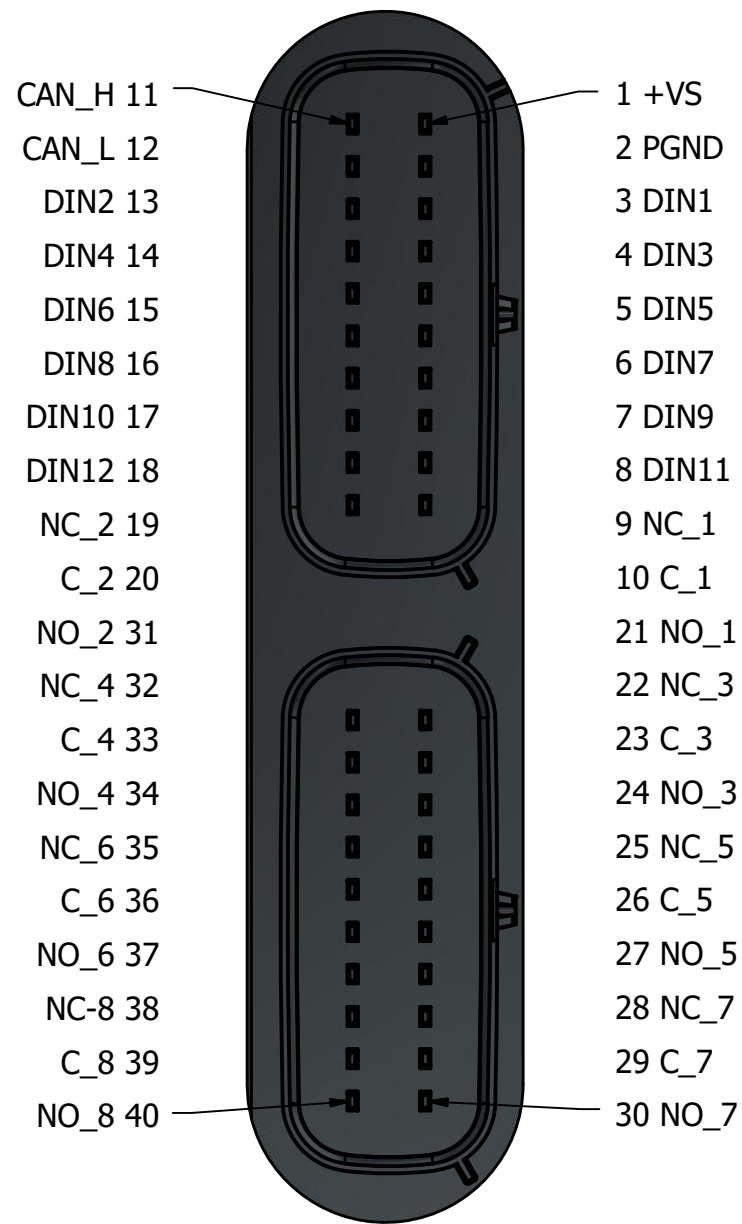 CAN_H 11
CAN_L 12
DIN2 13
DIN4 14
DIN6 15
DIN8 16
DIN10 17
DIN12 18
NC_2 19
C_2 20
NO_2 31
NC_4 32
C_4 33
NO_4 34
NC_6 35
C_6 36
NO_6 37
NC-8 38
C_8 39
NO_8 40
1 +VS
2 PGND
3 DIN1
4 DIN3
5 DIN5
6 DIN7
7 DIN9
8 DIN11
9 NC_1
10 C_1
21 NO_1
22 NC_3
23 C_3
24 NO_3
25 NC_5
26 C_5
27 NO_5
28 NC_7
29 C_7
30 NO_7